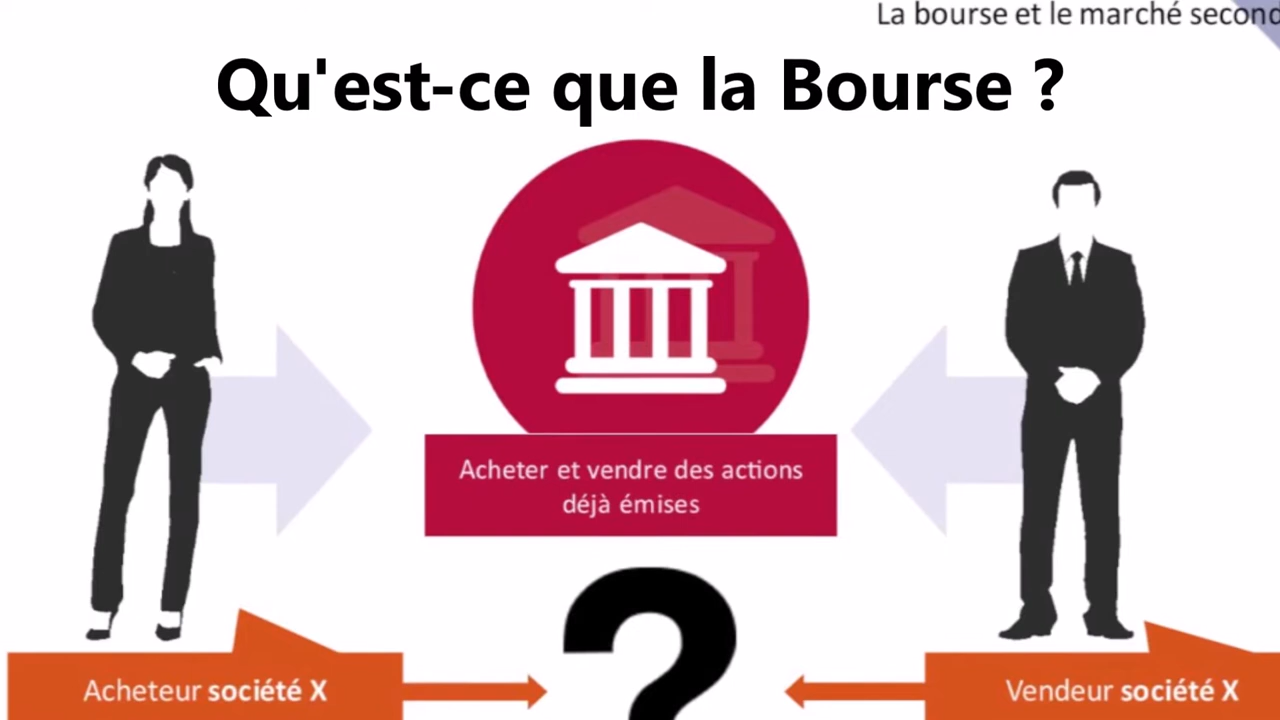 La bourse et le marché second
Qu'est-ce que la Bourse ?
Acheter et vendre des actions
déjà émises
?
Acheteur société X
Vendeur société X